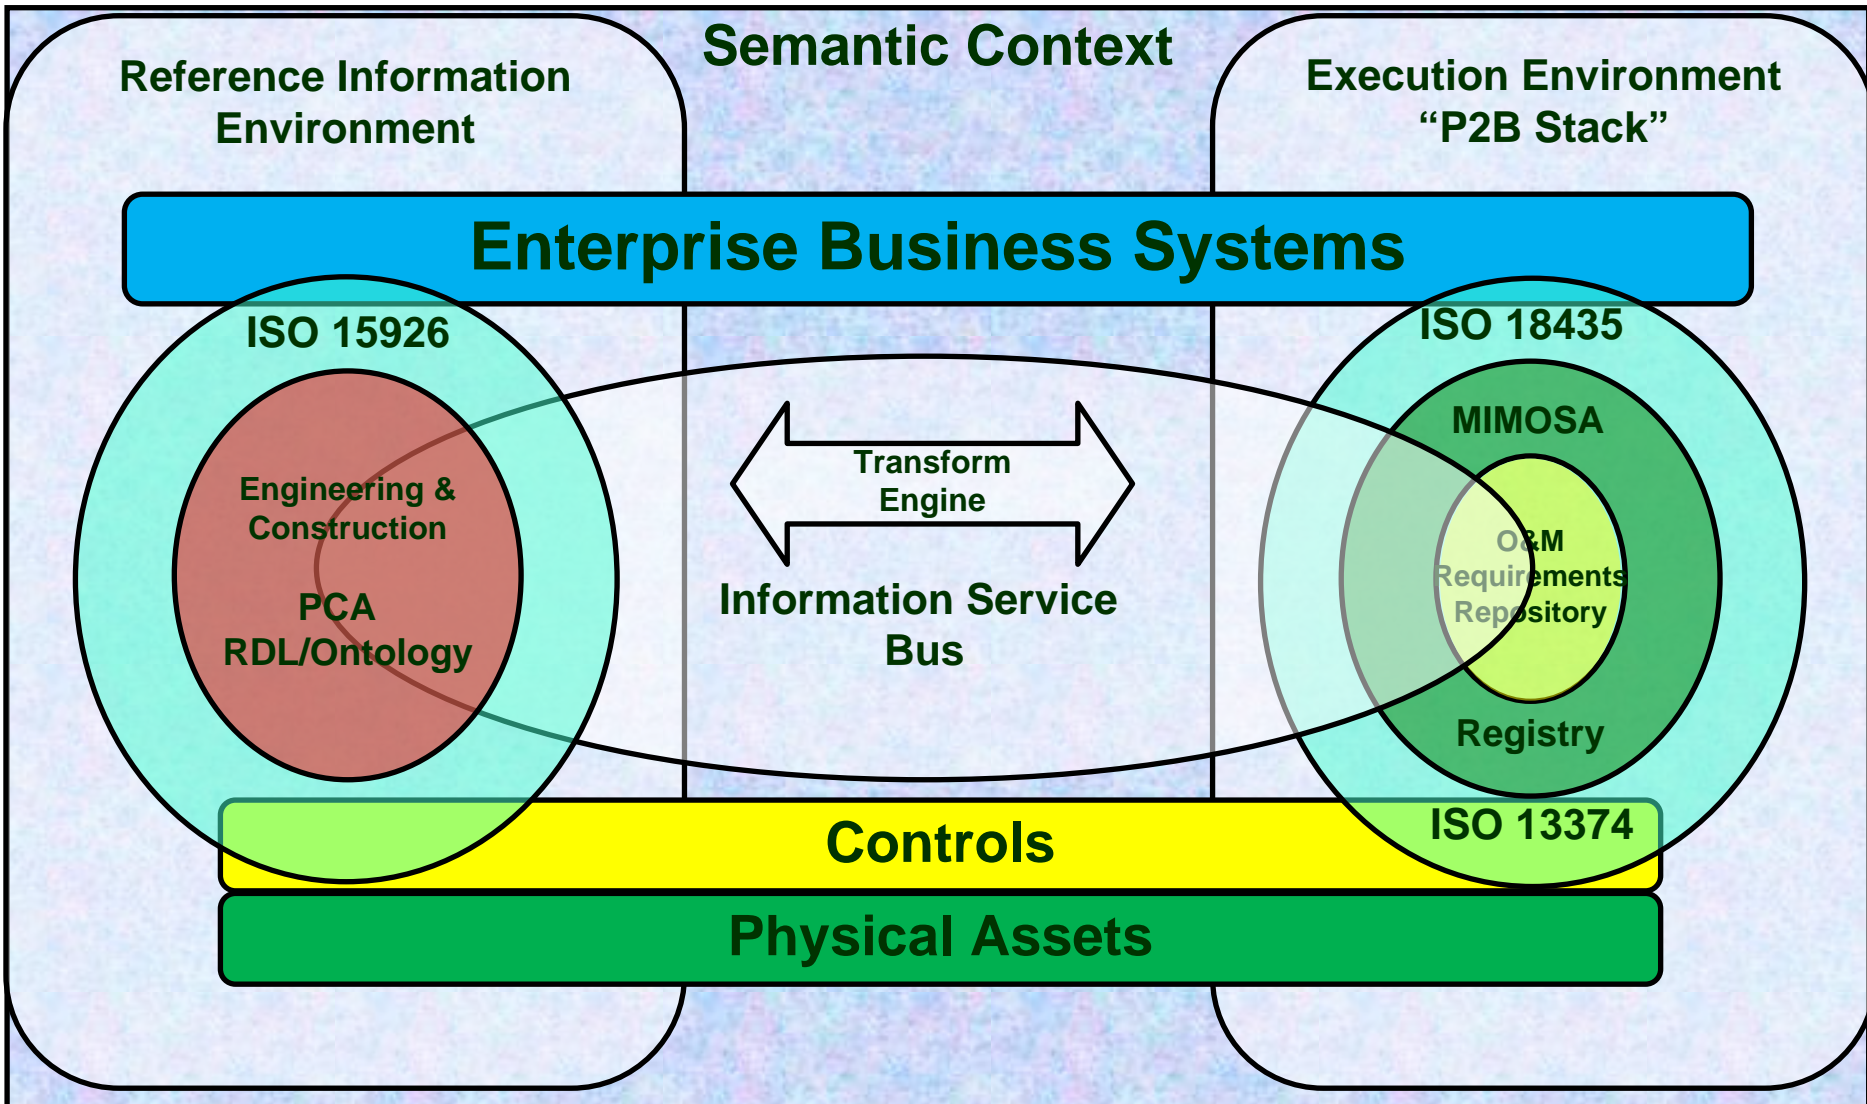 Semantic Context
Reference Information
Environment
Execution Environment
“P2B Stack”
Enterprise Business Systems
ISO 15926
Engineering &
Construction
PCA
RDL/Ontology
Transform
Engine
Information Service
Bus
ISO 18435
MIMOSA
O&M
Requirements
Repository
Registry
ISO 13374
Controls
Physical Assets